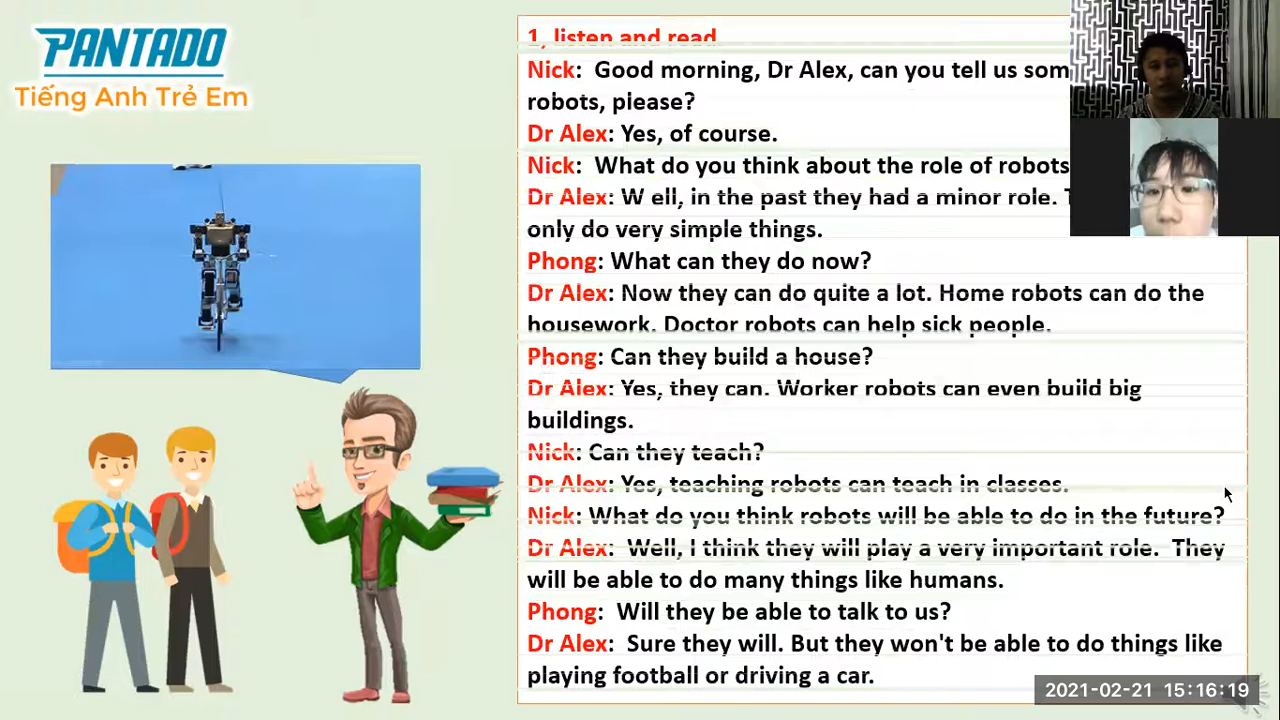 PANTADO
Tiếng Anh Trẻ Em
1, listen and read.
Nick: Good morning, Dr Alex, can you tell us som
robots, please?
Dr Alex: Yes, of course.
Nick: What do you think about the role of robots
Dr Alex: W ell, in the past they had a minor role.
only do very simple things.
Phong: What can they do now?
Dr Alex: Now they can do quite a lot. Home robots can do the
housework. Doctor robots can help sick people.
Phong: Can they build a house?
Dr Alex: Yes, they can. Worker robots can even build big
buildings.
Nick: Can they teach?
Dr Alex: Yes, teaching robots can teach in classes.
Nick: What do you think robots will be able to do in the future?
Dr Alex: Well, I think they will play a very important role. They
will be able to do many things like humans.
Phong: Will they be able to talk to us?
Dr Alex: Sure they will. But they won't be able to do things like
playing football or driving a car.
2021-02-21 15:16:19